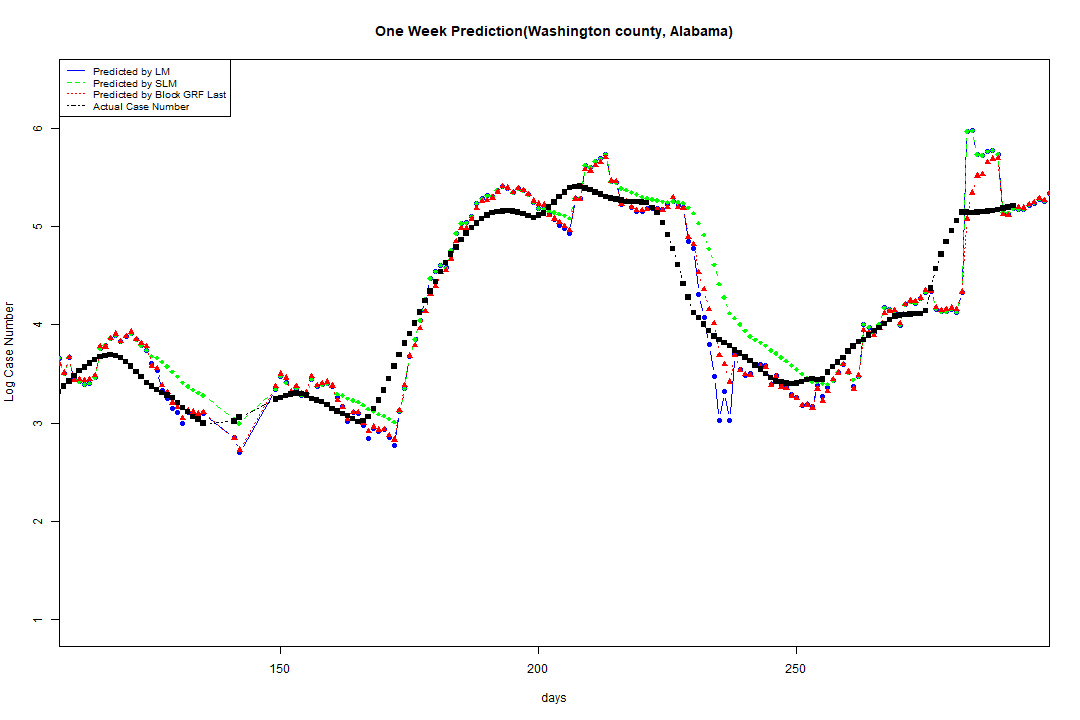 One Week Prediction(Washington county, Alabama)
Predicted by LM
Predicted by SLM
Predicted by Block GRF Last
Actual Case Number
6
5
4
3
2
1
Log Case Number
150 200 250
days